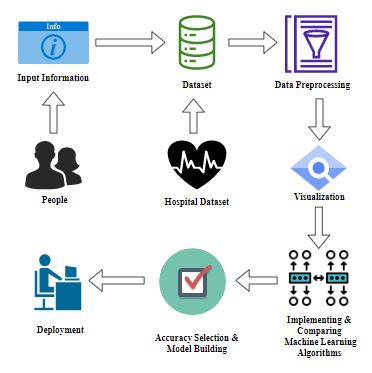 Info
Input Information
Dataset
Data Preprocessing
People
Hospital Dataset
Visualization
Deployment
Accuracy Selection &
Model Building
Implementing &
Comparing
Machine Learning
Algorithms